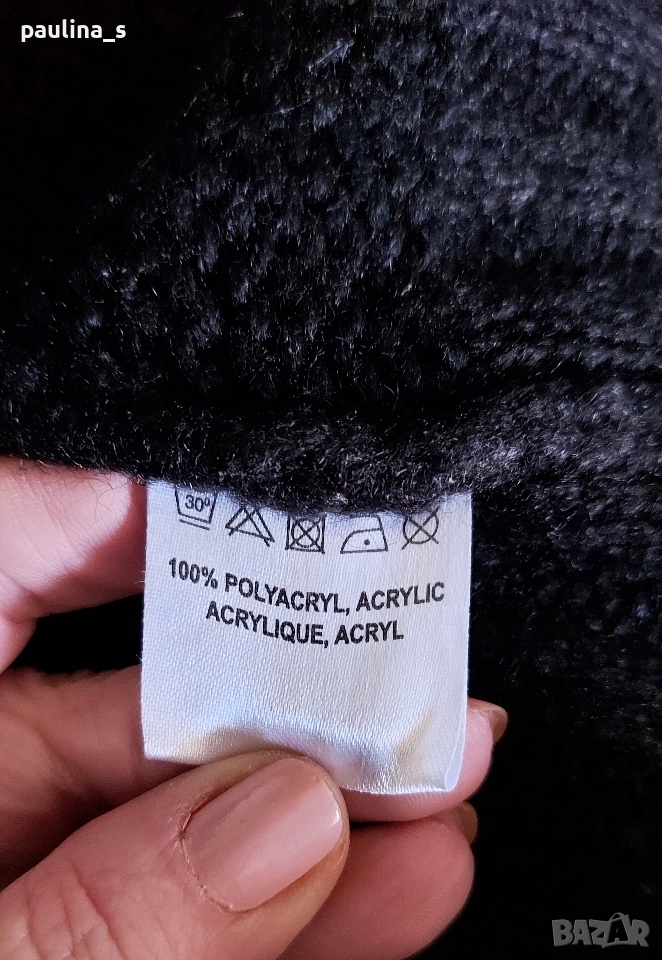 paulina_s
30°
100% POLYACRYL, ACRYLIC
ACRYLIQUE, ACRYL
BAZAR